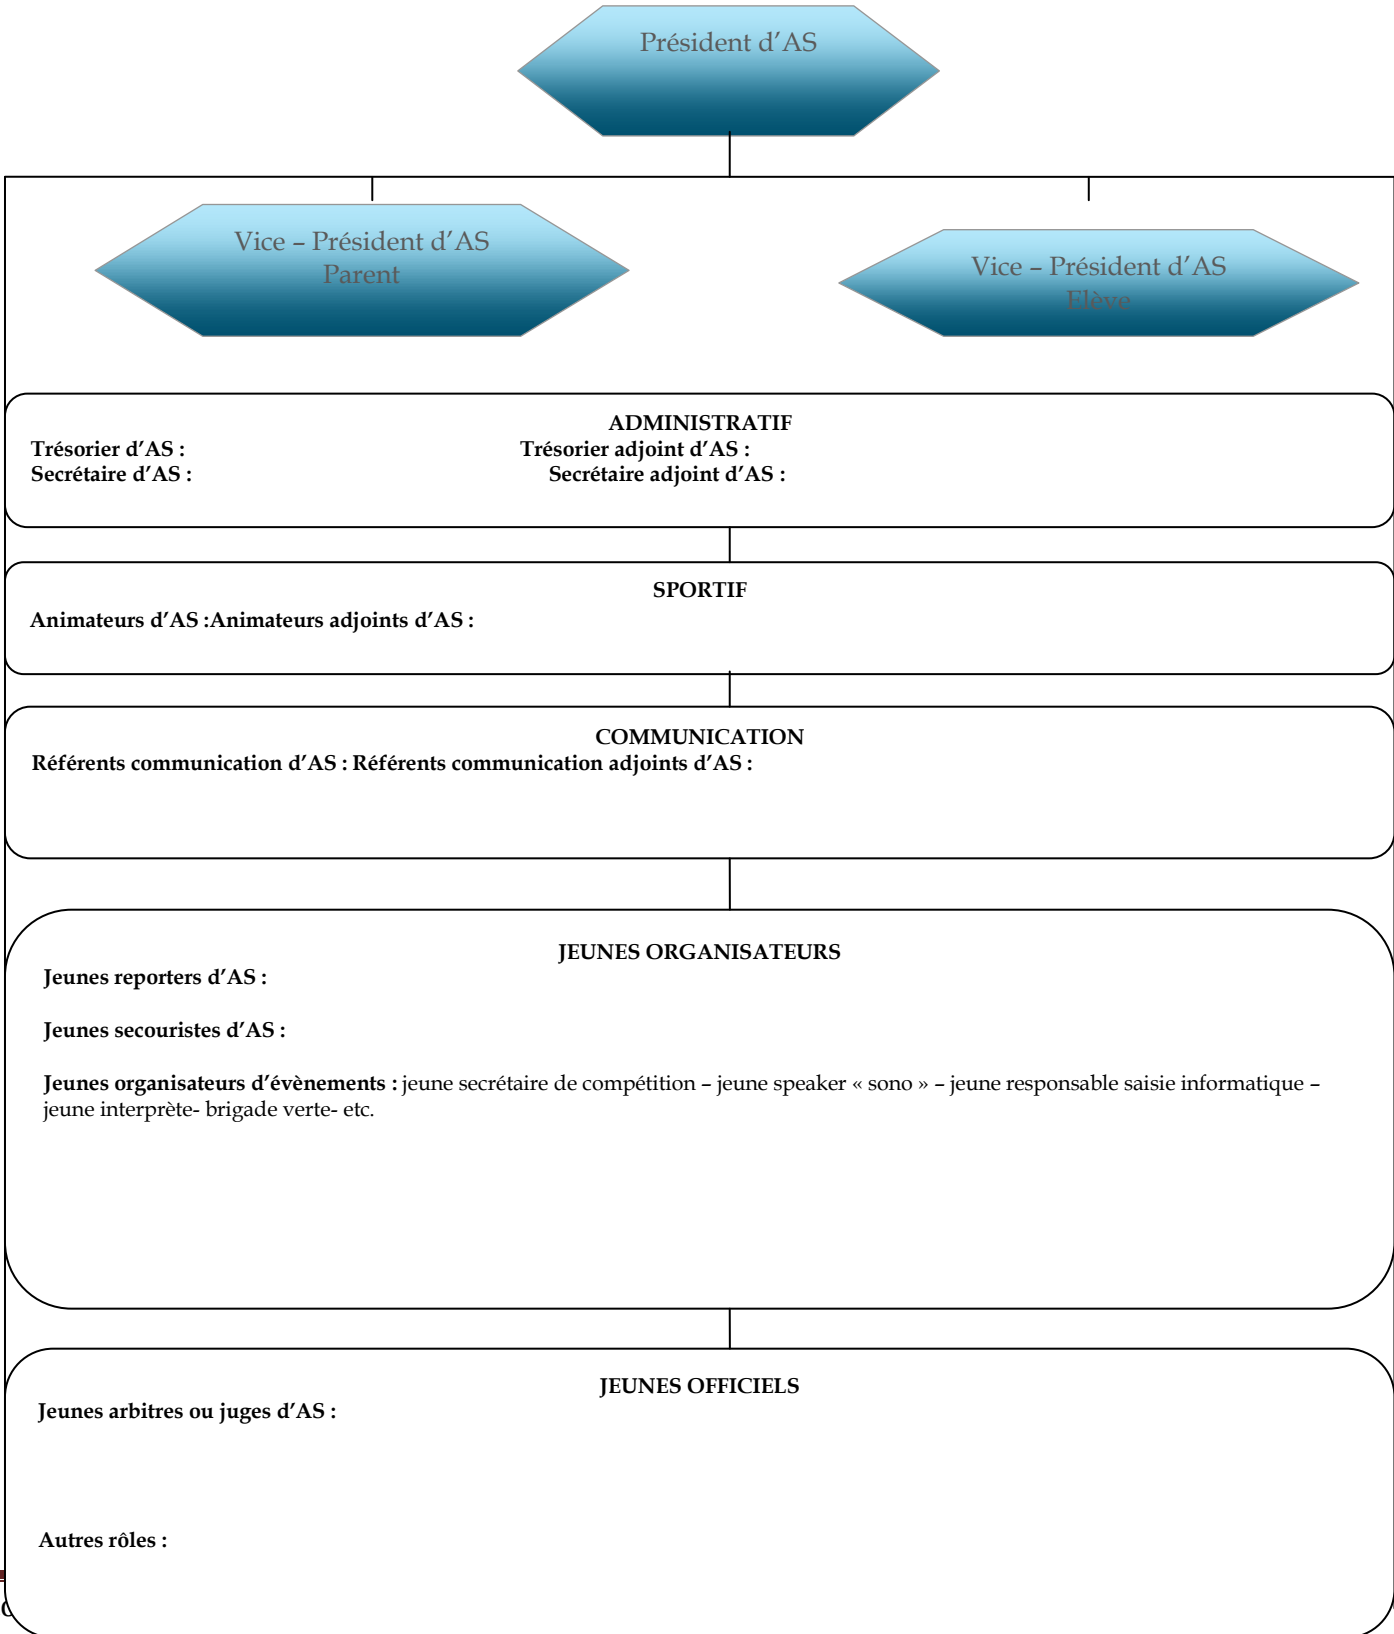 Président d’AS
Vice – Président d’AS
Parent
Vice – Président d’AS
Elève
ADMINISTRATIF
Trésorier d’AS : Trésorier adjoint d’AS :
Secrétaire d’AS : Secrétaire adjoint d’AS :
SPORTIF
Animateurs d’AS :Animateurs adjoints d’AS :
COMMUNICATION
Référents communication d’AS : Référents communication adjoints d’AS :
JEUNES ORGANISATEURS
Jeunes reporters d’AS :
Jeunes secouristes d’AS :
Jeunes organisateurs d’évènements : jeune secrétaire de compétition – jeune speaker « sono » – jeune responsable saisie informatique –
jeune interprète- brigade verte- etc.
JEUNES OFFICIELS
Jeunes arbitres ou juges d’AS :
Autres rôles :